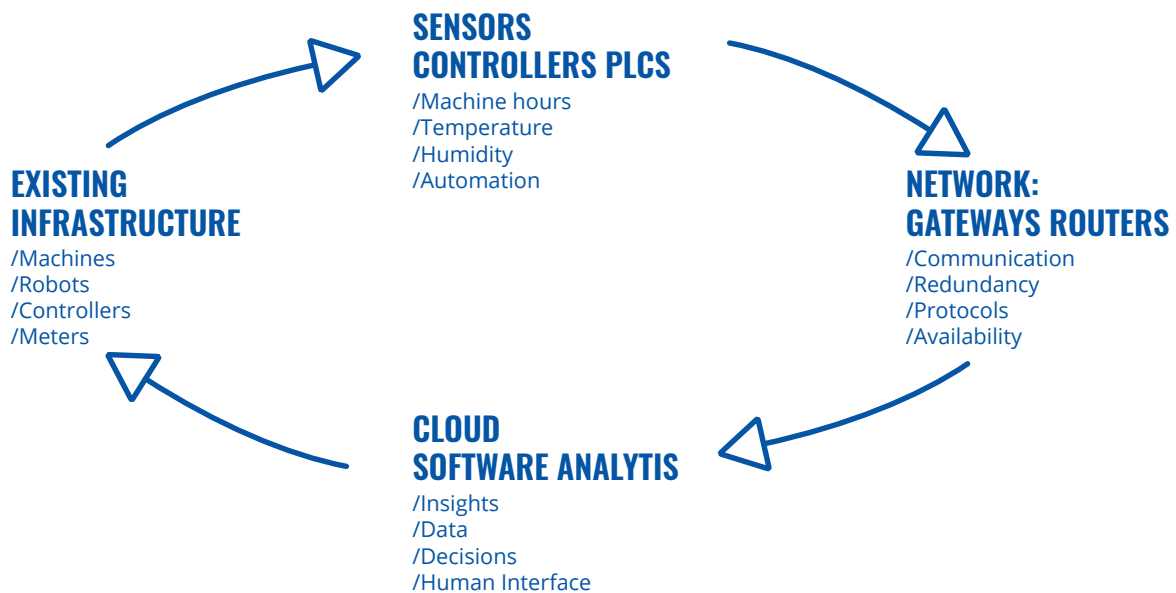 SENSORS
CONTROLLERS PLCS
/Machine hours
/Temperature
/Humidity
/Automation
NETWORK:
GATEWAYS ROUTERS
/Communication
/Redundancy
/Protocols
/Availability
CLOUD
SOFTWARE ANALYTIS
/Insights
/Data
/Decisions
/Human Interface
EXISTING
INFRASTRUCTURE
/Machines
/Robots
/Controllers
/Meters